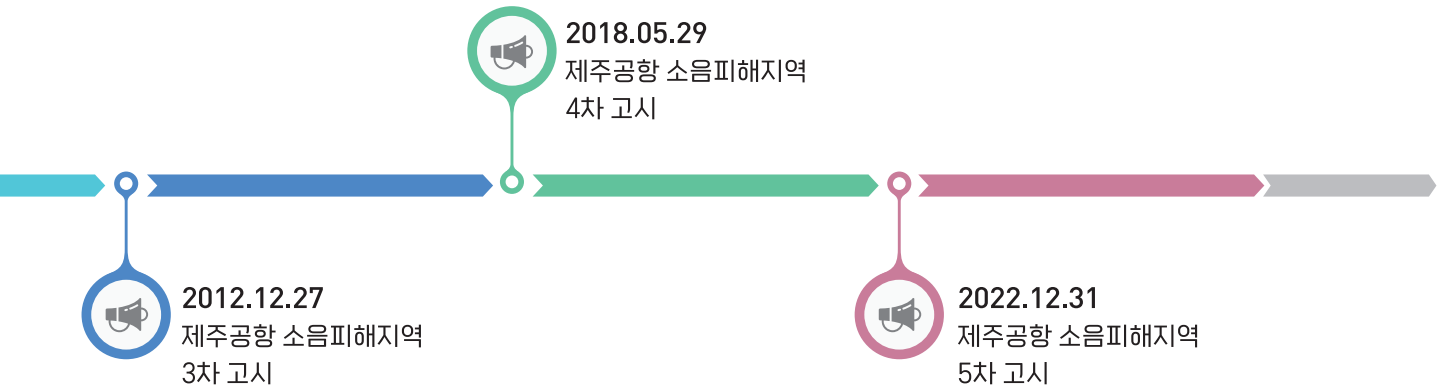 2018.05.29
제주공항 소음피해지역
4차 고시
2012.12.27
제주공항 소음피해지역
3차 고시
2022.12.31
제주공항 소음피해지역
5차 고시